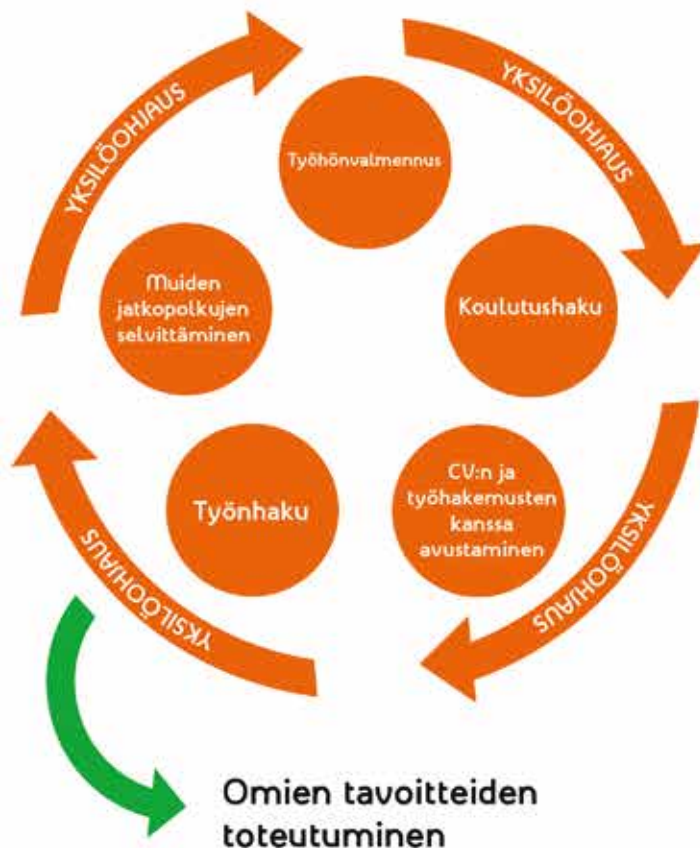 YKSILÖOHJAUS
YKSILÖOHJAUS
Työhönvalmennus
Muiden
jatkopolkujen
selvittäminen
Koulutushaku
Työnhaku
CV:n ja
työhakemusten
kanssa
avustaminen
YKSILÖOHJAUS
YKSILÖOHJAUS
Omien tavoitteiden
toteutuminen